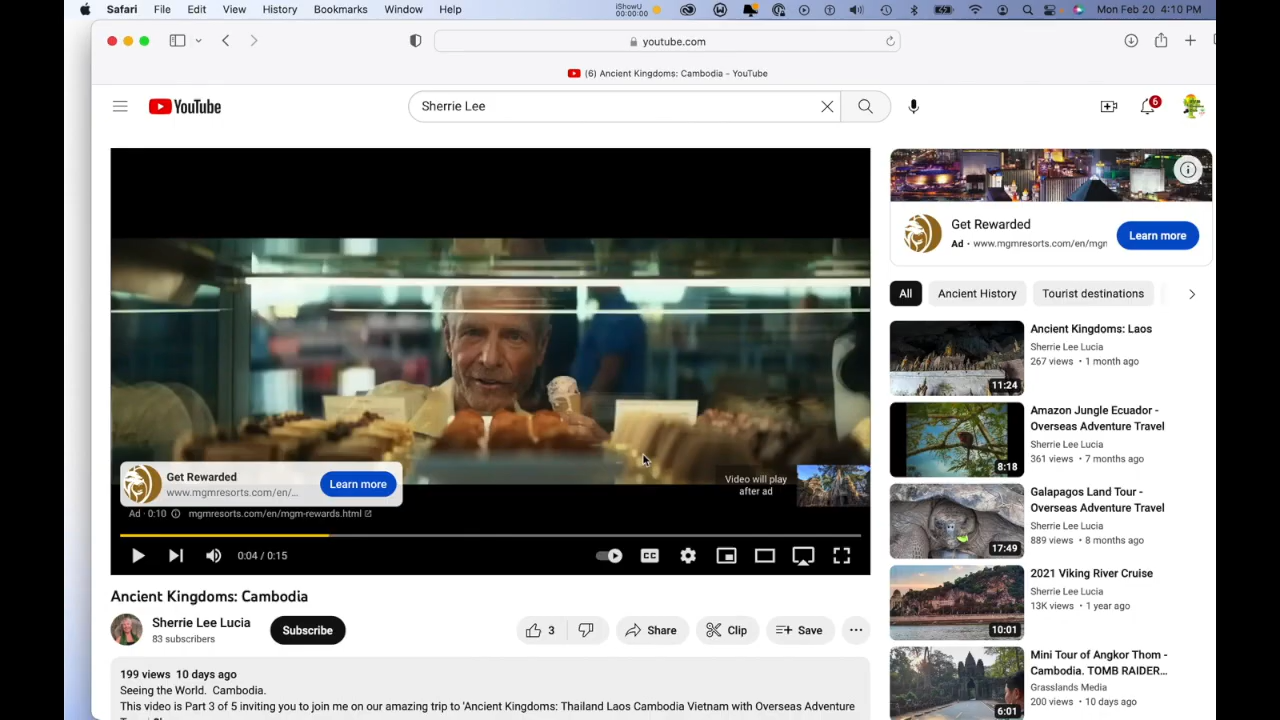 Safari File Edit View History Bookmarks Window Help
iShowU
00:00:00
Mon Feb 20 4:10 PM
youtube.com
(6) Ancient Kingdoms: Cambodia - YouTube
YouTube
Sherrie Lee
6
Get Rewarded
Ad · www.mgmresorts.com/en/mgr
Learn more
All
Ancient History
Tourist destinations
Get Rewarded
www.mgmresorts.com/en/...
Learn more
Video will play
after ad
Ad · 0:10 mgmresorts.com/en/mgm-rewards.html
0:04 / 0:15
CC
Ancient Kingdoms: Cambodia
Sherrie Lee Lucia
83 subscribers
Subscribe
3
Share
Clip
Save
...
199 views 10 days ago
Seeing the World. Cambodia.
This video is Part 3 of 5 inviting you to join me on our amazing trip to 'Ancient Kingdoms: Thailand Laos Cambodia Vietnam with Overseas Adventure
Ancient Kingdoms: Laos
Sherrie Lee Lucia
267 views • 1 month ago
11:24
Amazon Jungle Ecuador -
Overseas Adventure Travel
Sherrie Lee Lucia
361 views • 7 months ago
8:18
Galapagos Land Tour -
Overseas Adventure Travel
Sherrie Lee Lucia
889 views • 8 months ago
17:49
2021 Viking River Cruise
Sherrie Lee Lucia
13K views • 1 year ago
10:01
Mini Tour of Angkor Thom -
Cambodia. TOMB RAIDER...
Grasslands Media
200 views • 10 days ago
6:01